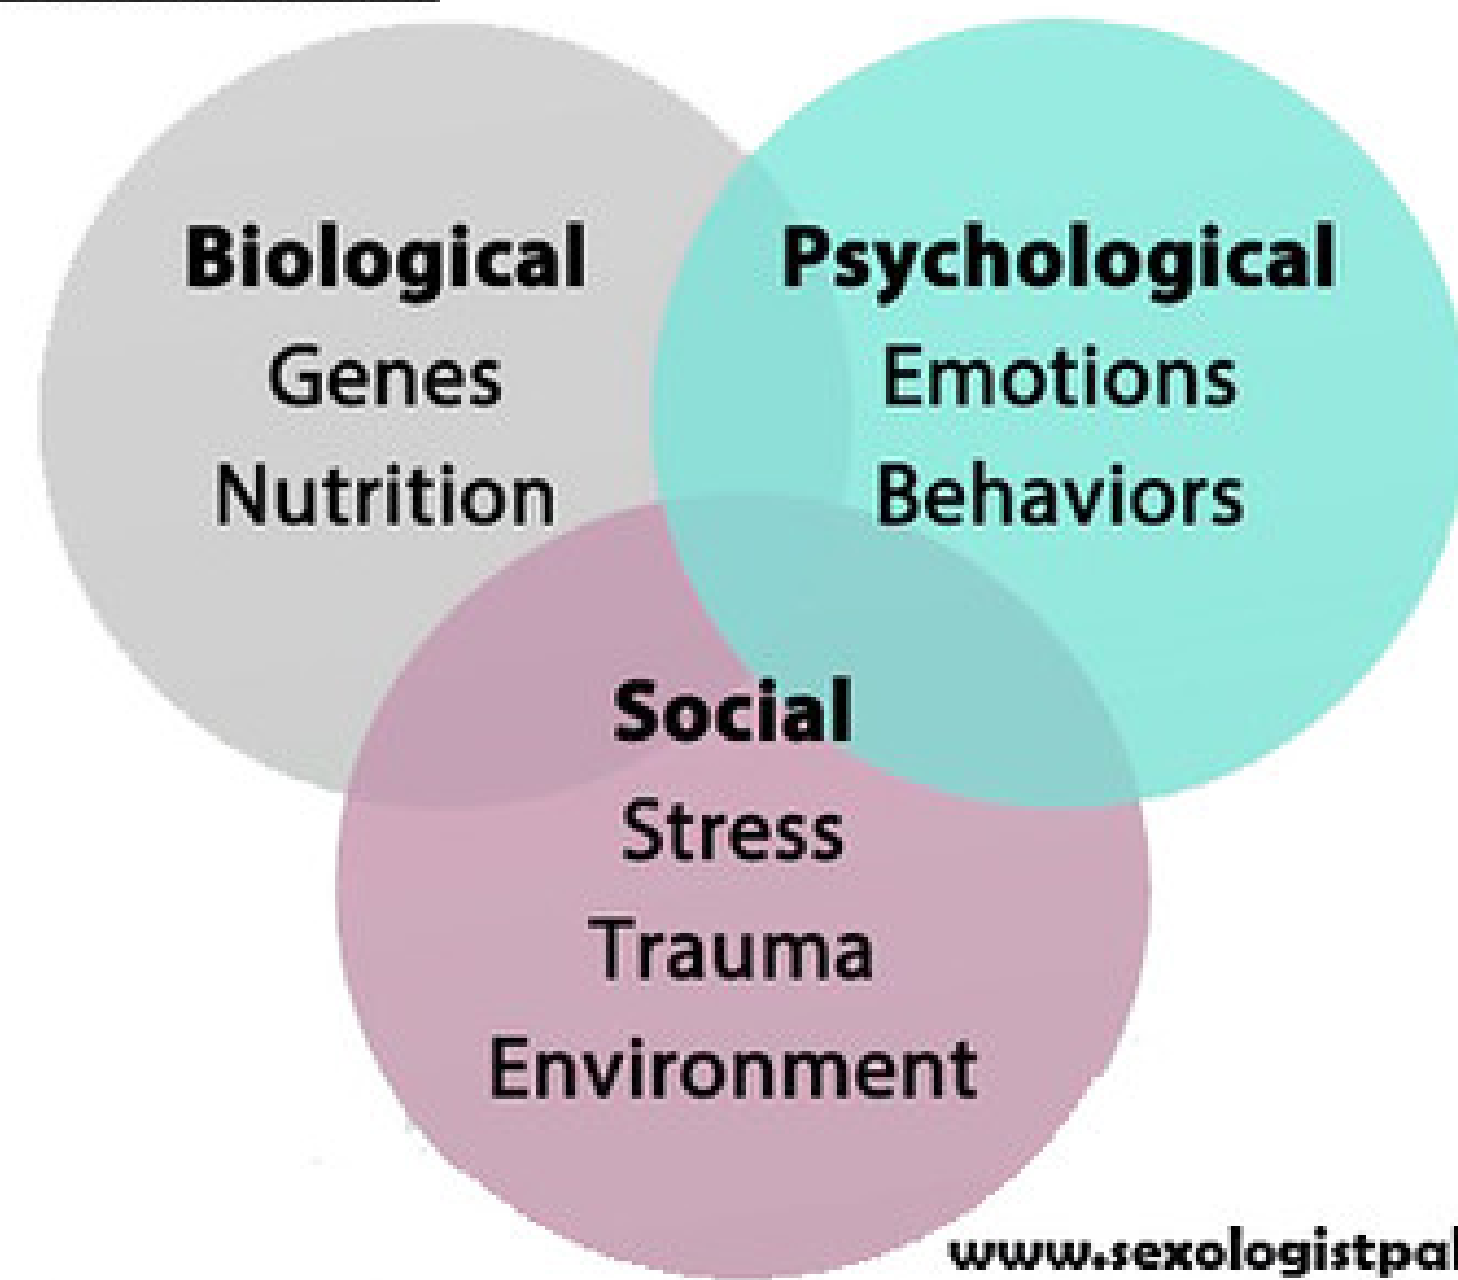 Biological
Genes
Nutrition
Psychological
Emotions
Behaviors
Social
Stress
Trauma
Environment